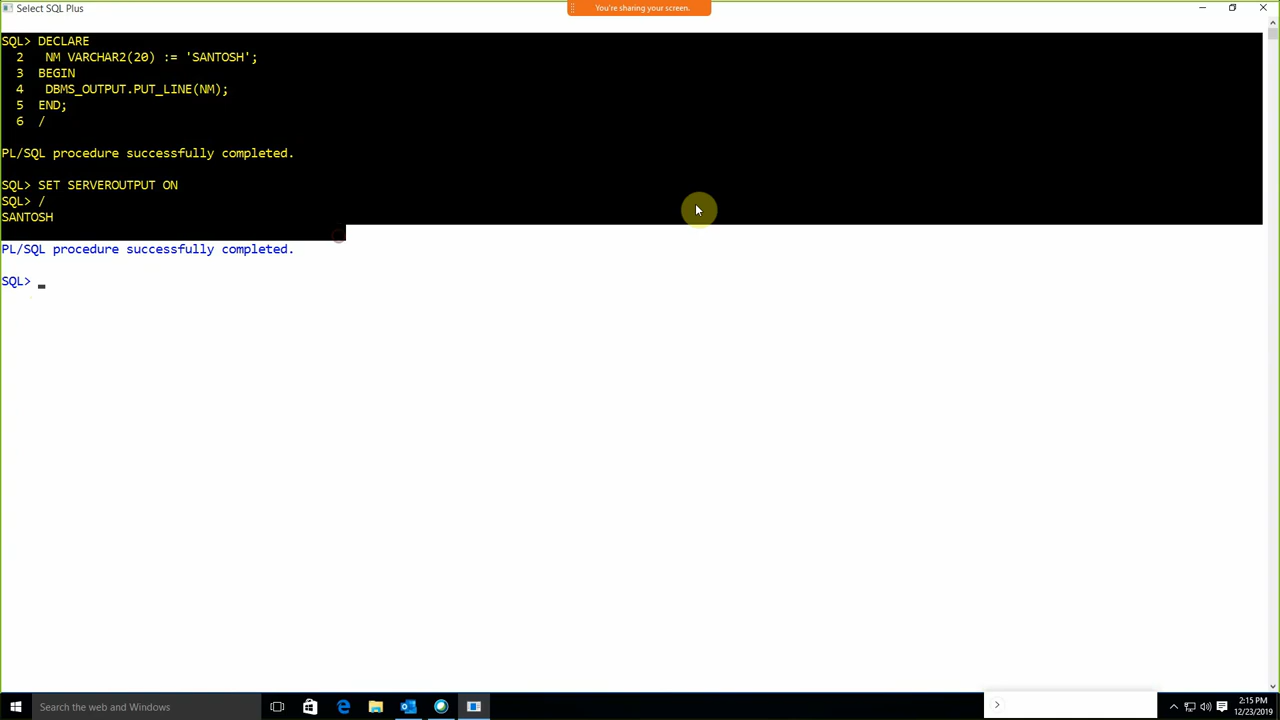 Select SQL Plus
You're sharing your screen.
SQL> DECLARE
2 NM VARCHAR2(20) := 'SANTOSH';
3 BEGIN
4 DBMS_OUTPUT.PUT_LINE(NM);
5 END;
6 /
PL/SQL procedure successfully completed.
SQL> SET SERVEROUTPUT ON
SQL> /
SANTOSH
PL/SQL procedure successfully completed.
SQL>
Search the web and Windows
2:15 PM
12/23/2019